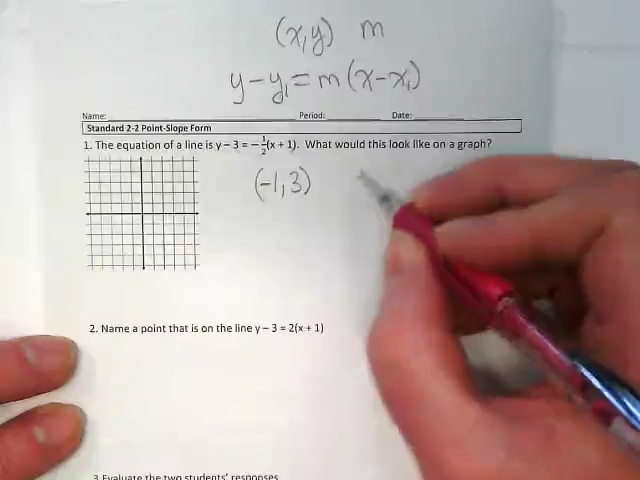 (x,y) m
y-y₁=m(x-x₁)
Name: Period: Date:
Standard 2-2 Point-Slope Form
1. The equation of a line is y – 3 = –½(x + 1). What would this look like on a graph?
(-1,3)
2. Name a point that is on the line y – 3 = 2(x + 1)
3. Evaluate the two students' responses